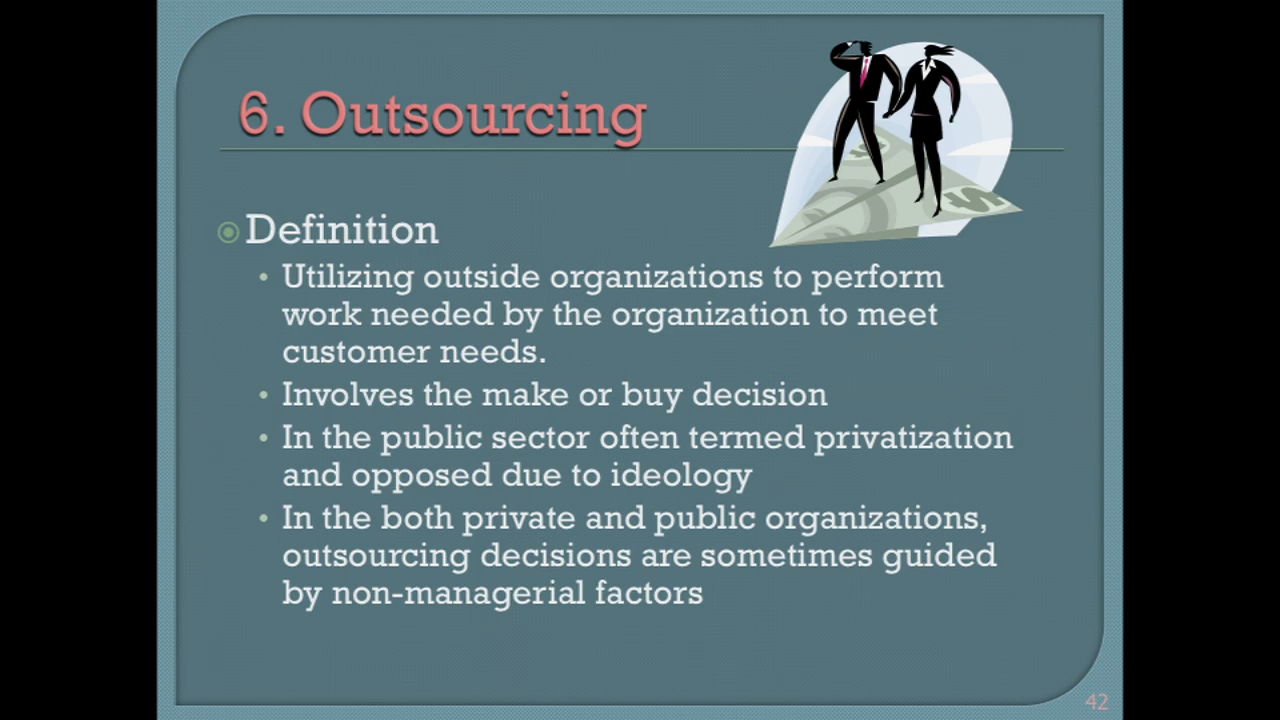 6. Outsourcing
Definition
• Utilizing outside organizations to perform
work needed by the organization to meet
customer needs.
• Involves the make or buy decision
• In the public sector often termed privatization
and opposed due to ideology
• In the both private and public organizations,
outsourcing decisions are sometimes guided
by non-managerial factors
42